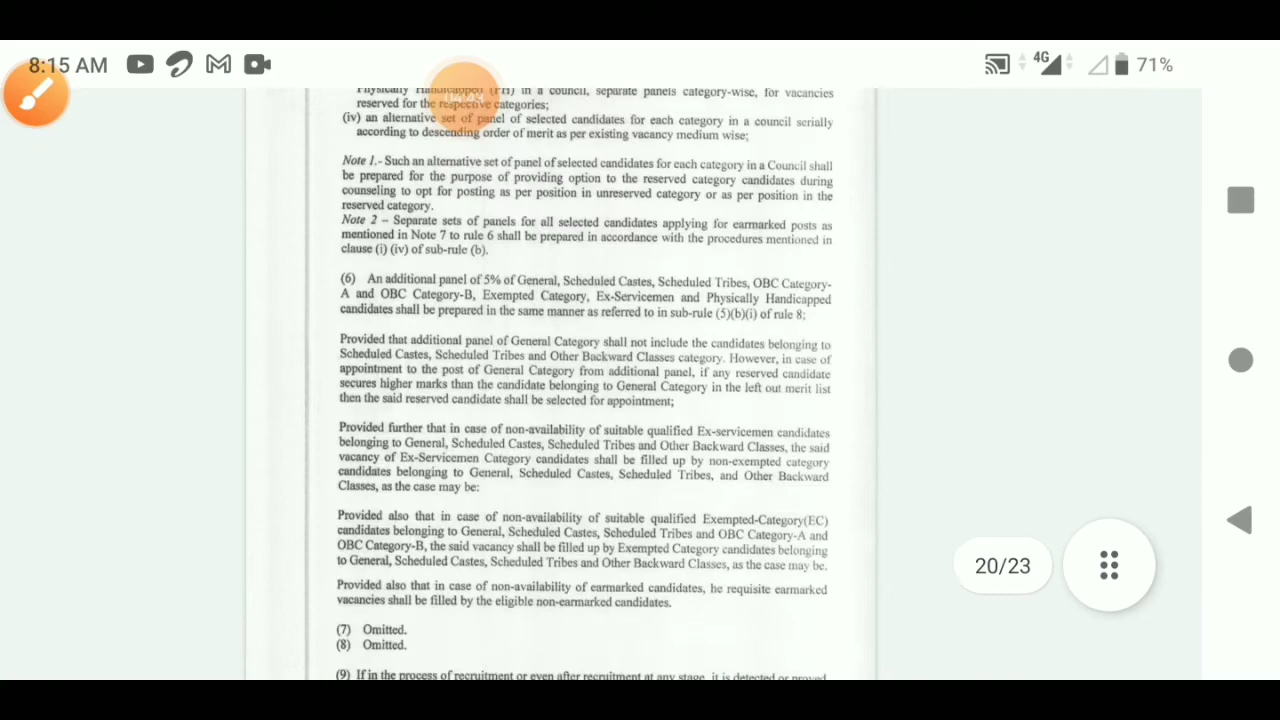 8:15 AM
4G
71%
Physically Handicapped (PH) in a council, separate panels category-wise, for vacancies
reserved for the respective categories;
(iv) an alternative set of panel of selected candidates for each category in a council serially
according to descending order of merit as per existing vacancy medium wise;
Note 1.- Such an alternative set of panel of selected candidates for each category in a Council shall
be prepared for the purpose of providing option to the reserved category candidates during
counseling to opt for posting as per position in unreserved category or as per position in the
reserved category.
Note 2 – Separate sets of panels for all selected candidates applying for earmarked posts as
mentioned in Note 7 to rule 6 shall be prepared in accordance with the procedures mentioned in
clause (i) (iv) of sub-rule (b).
(6) An additional panel of 5% of General, Scheduled Castes, Scheduled Tribes, OBC Category-
A and OBC Category-B, Exempted Category, Ex-Servicemen and Physically Handicapped
candidates shall be prepared in the same manner as referred to in sub-rule (5)(b)(i) of rule 8;
Provided that additional panel of General Category shall not include the candidates belonging to
Scheduled Castes, Scheduled Tribes and Other Backward Classes category. However, in case of
appointment to the post of General Category from additional panel, if any reserved candidate
secures higher marks than the candidate belonging to General Category in the left out merit list
then the said reserved candidate shall be selected for appointment;
Provided further that in case of non-availability of suitable qualified Ex-servicemen candidates
belonging to General, Scheduled Castes, Scheduled Tribes and Other Backward Classes, the said
vacancy of Ex-Servicemen Category candidates shall be filled up by non-exempted category
candidates belonging to General, Scheduled Castes, Scheduled Tribes, and Other Backward
Classes, as the case may be:
Provided also that in case of non-availability of suitable qualified Exempted-Category(EC)
candidates belonging to General, Scheduled Castes, Scheduled Tribes and OBC Category-A and
OBC Category-B, the said vacancy shall be filled up by Exempted Category candidates belonging
to General, Scheduled Castes, Scheduled Tribes and Other Backward Classes, as the case may be.
Provided also that in case of non-availability of earmarked candidates, he requisite earmarked
vacancies shall be filled by the eligible non-earmarked candidates.
(7) Omitted.
(8) Omitted.
(9) If in the process of recruitment or even after recruitment at any stage, it is detected or proved
20/23